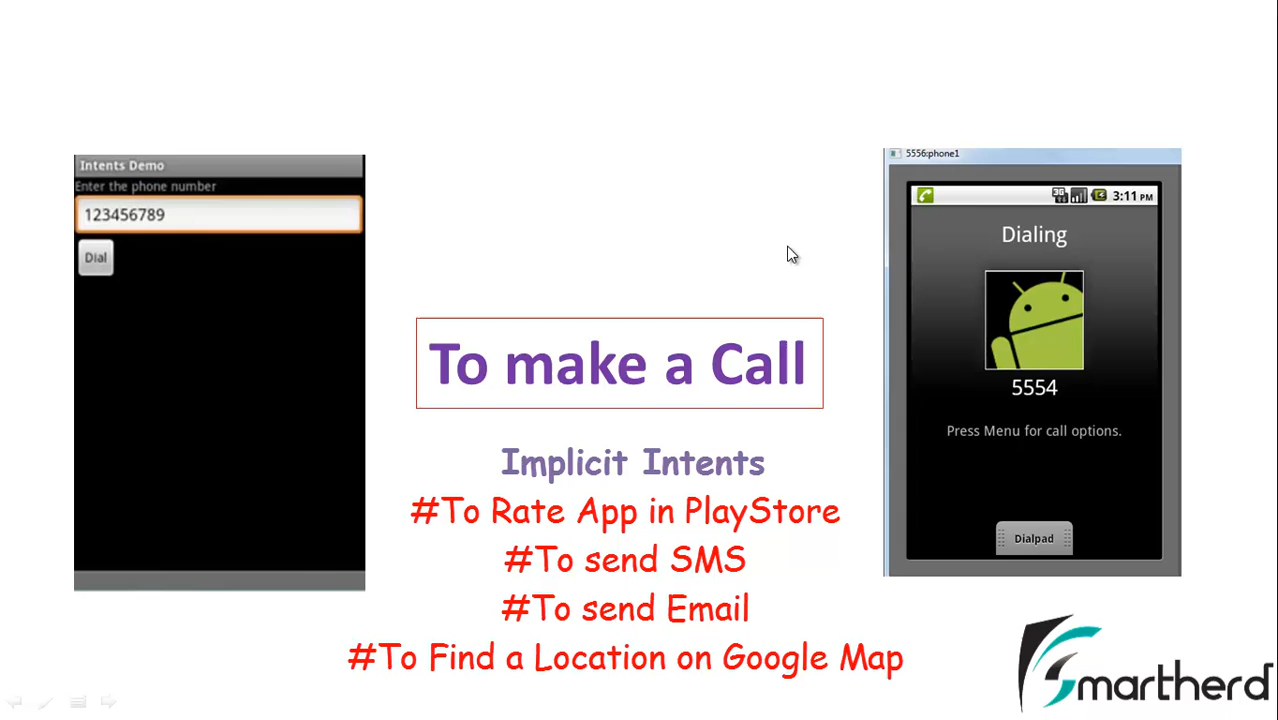 Intents Demo
Enter the phone number
123456789
Dial
To make a Call
Implicit Intents
#To Rate App in PlayStore
#To send SMS
#To send Email
#To Find a Location on Google Map
5556:phone1
3G
3:11 PM
Dialing
5554
Press Menu for call options.
Dialpad
Smartherd